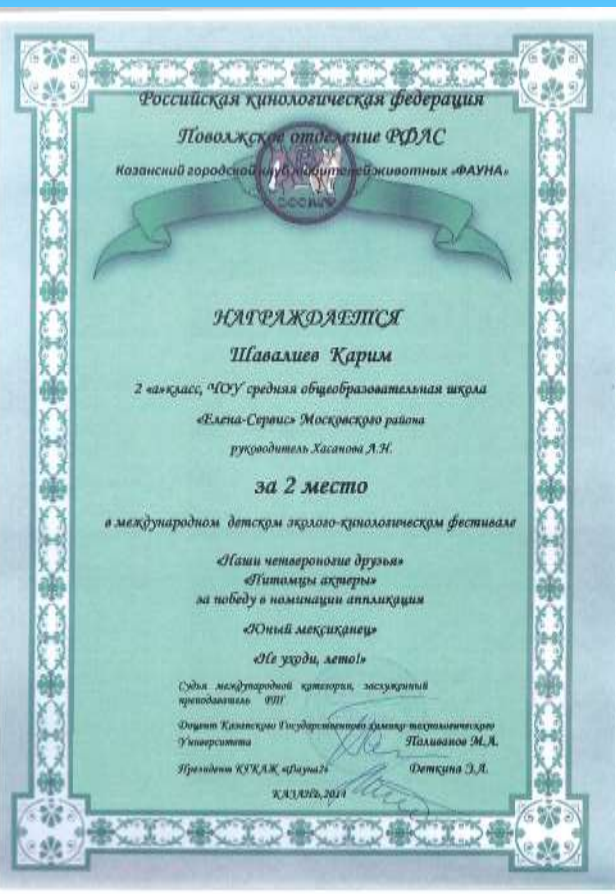 Российская кинологическая федерация
Поволжское отделение РФЛС
Казанский городской клуб любителей животных «ФАУНА»
НАГРАЖДАЕТСЯ
Шавалиев Карим
2 «а»класс, ЧОУ средняя общеобразовательная школа
«Елена-Сервис» Московского района
руководитель Хасанова А.Н.
за 2 место
в международном детском эколого-кинологическом фестивале
«Наши четвероногие друзья»
«Питомцы актеры»
за победу в номинации аппликация
«Юный мексиканец»
«Не уходи, лето!»
Судья международной категории, заслуженный
преподаватель
Доцент Казанского Государственного химико технологического
Университета Поливанов М.А.
Президент «Фауна» Деткина Э.А.
КАЗАНЬ,2014